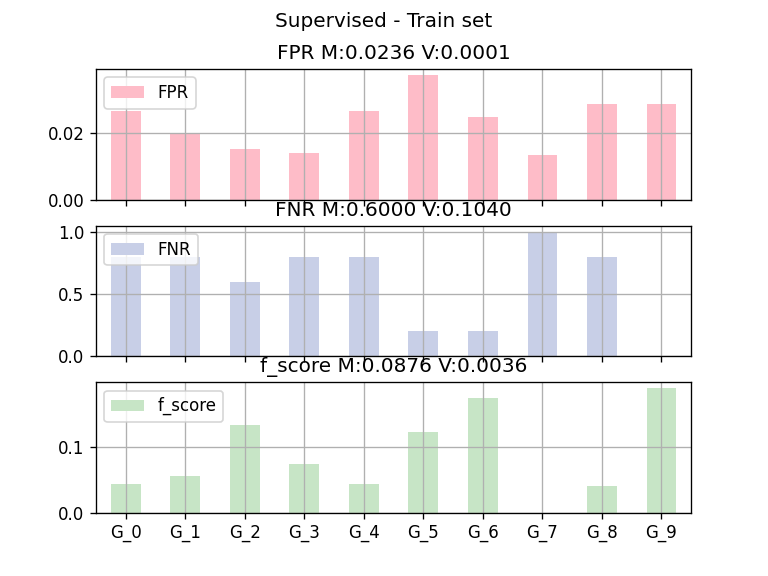 Supervised - Train set
FPR M:0.0236 V:0.0001
FPR
0.02
0.00
FNR M:0.6000 V:0.1040
FNR
1.0
0.5
0.0
f_score M:0.0876 V:0.0036
f_score
0.1
0.0
G_0 G_1 G_2 G_3 G_4 G_5 G_6 G_7 G_8 G_9